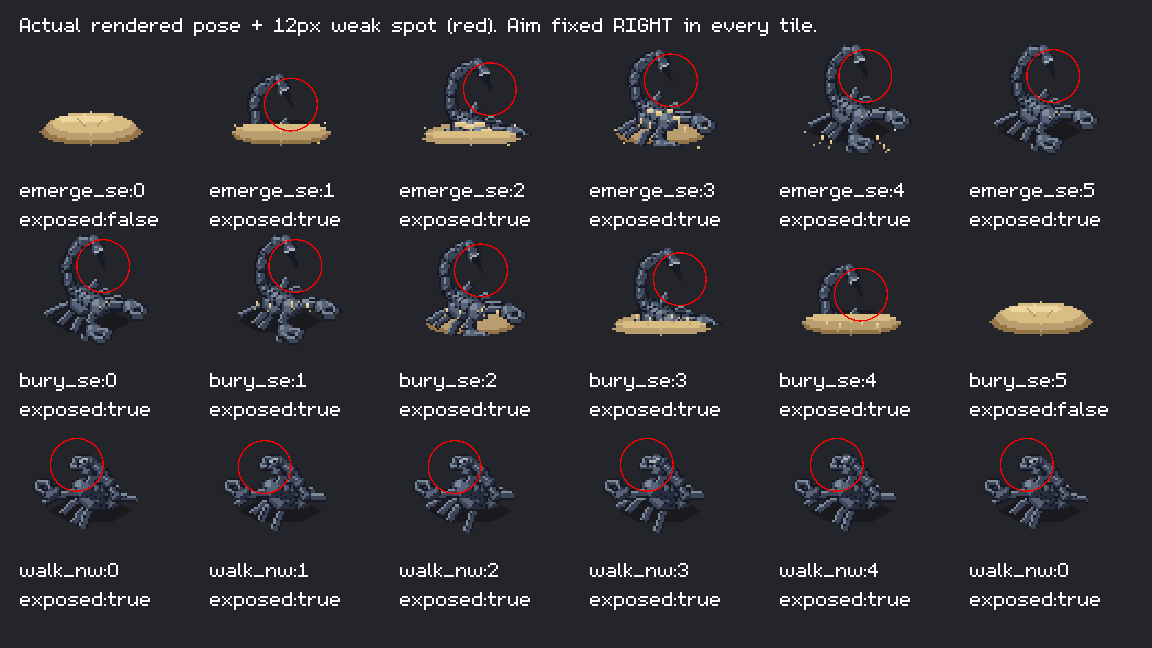 Actual rendered pose + 12px weak spot (red). Aim fixed RIGHT in every tile.
emerge_se:0 emerge_se:1 emerge_se:2 emerge_se:3 emerge_se:4 emerge_se:5
exposed:false exposed:true exposed:true exposed:true exposed:true exposed:true
bury_se:0 bury_se:1 bury_se:2 bury_se:3 bury_se:4 bury_se:5
exposed:true exposed:true exposed:true exposed:true exposed:true exposed:false
walk_nw:0 walk_nw:1 walk_nw:2 walk_nw:3 walk_nw:4 walk_nw:0
exposed:true exposed:true exposed:true exposed:true exposed:true exposed:true